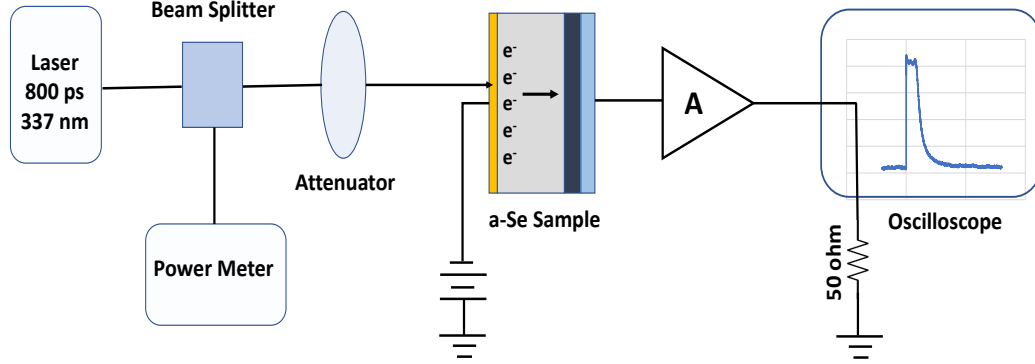 Beam Splitter
Laser
800 ps
337 nm
Attenuator
Power Meter
e-
e-
e-
e-
e-
a-Se Sample
A
Oscilloscope
50 ohm